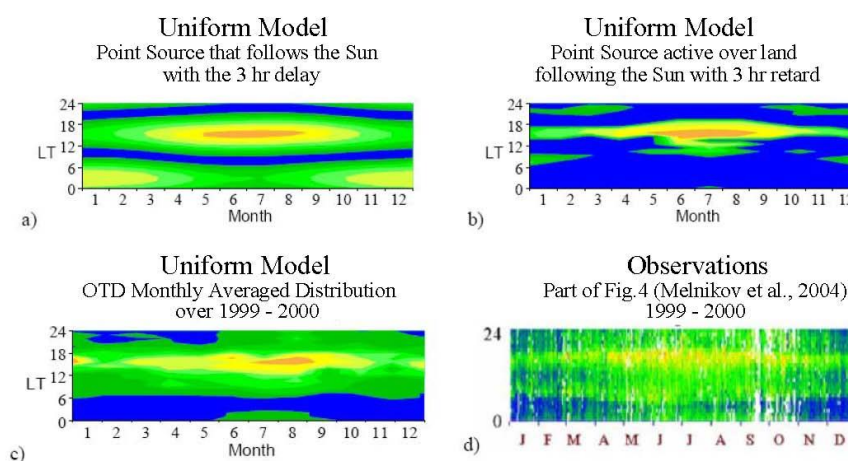 Uniform Model
Point Source that follows the Sun
with the 3 hr delay
24
18
LT 12
6
0
1 2 3 4 5 6 7 8 9 10 11 12
Month
a)
Uniform Model
Point Source active over land
following the Sun with 3 hr retard
24
18
LT 12
6
0
1 2 3 4 5 6 7 8 9 10 11 12
Month
b)
Uniform Model
OTD Monthly Averaged Distribution
over 1999 - 2000
24
18
LT 12
6
0
1 2 3 4 5 6 7 8 9 10 11 12
Month
c)
Observations
Part of Fig.4 (Melnikov et al., 2004)
1999 - 2000
24
0
J F M A M J J A S O N D
d)